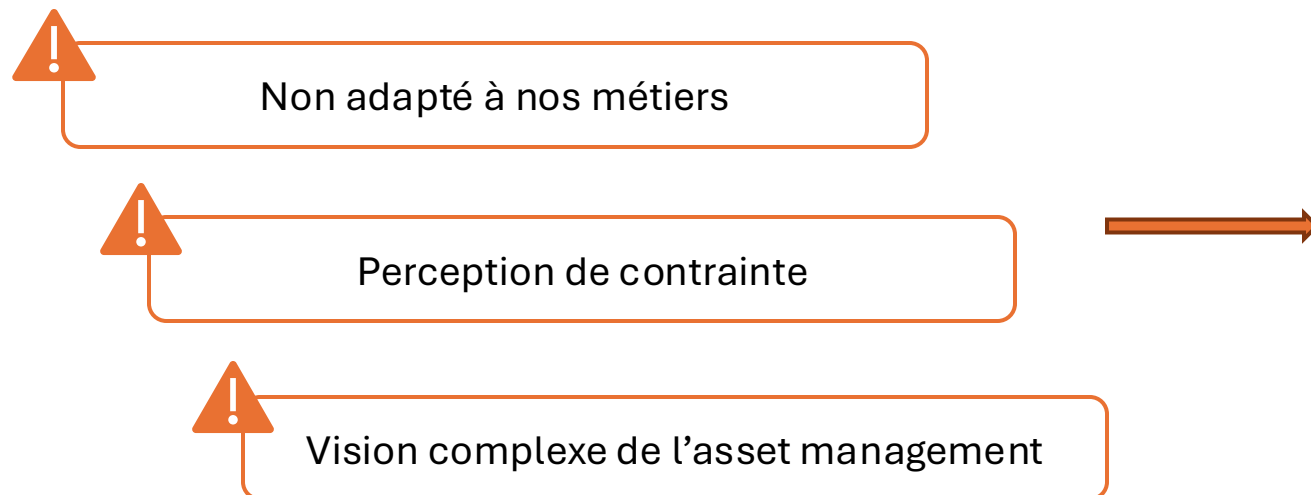 Non adapté à nos métiers
Perception de contrainte
Vision complexe de l’asset management